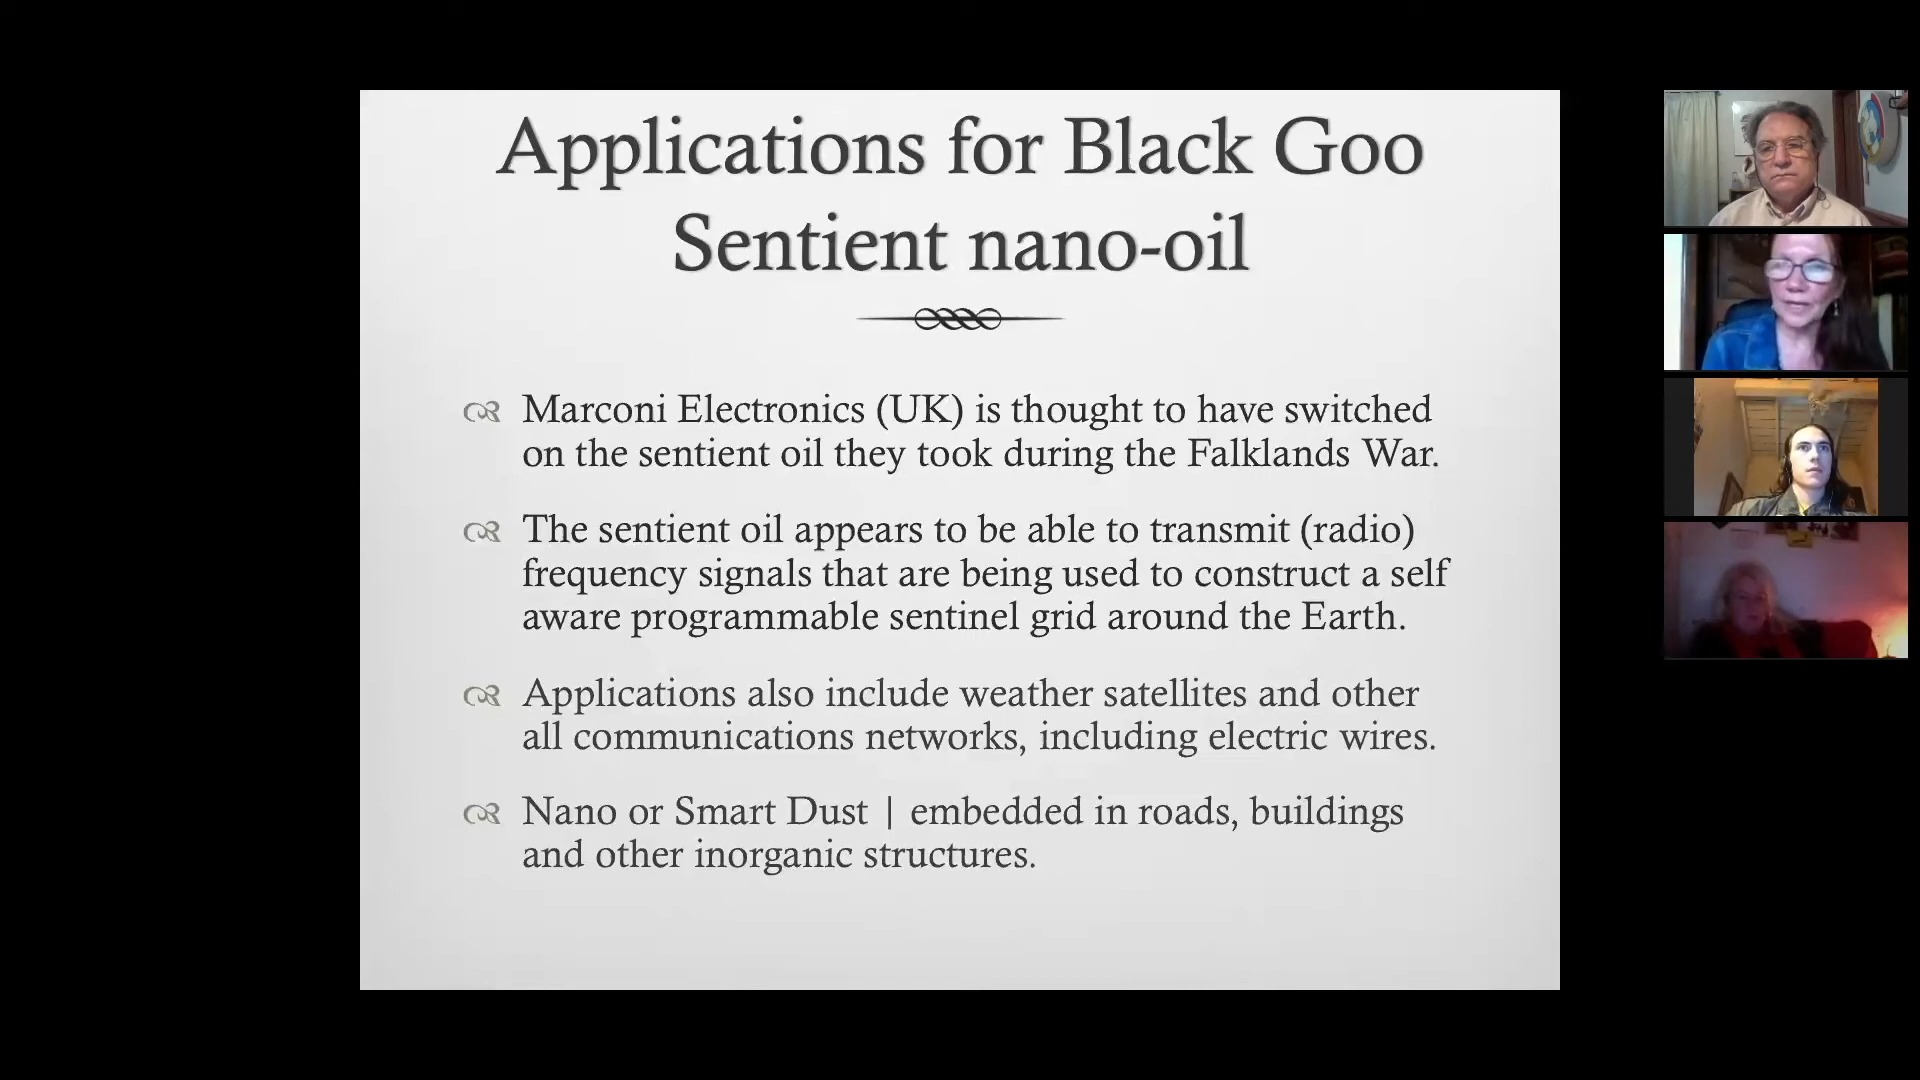 Applications for Black Goo
Sentient nano-oil
Marconi Electronics (UK) is thought to have switched
on the sentient oil they took during the Falklands War.
The sentient oil appears to be able to transmit (radio)
frequency signals that are being used to construct a self
aware programmable sentinel grid around the Earth.
Applications also include weather satellites and other
all communications networks, including electric wires.
Nano or Smart Dust | embedded in roads, buildings
and other inorganic structures.